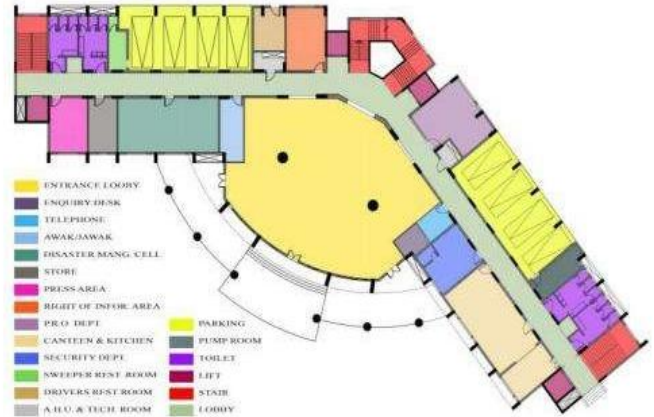 ENTRANCE LOOBY
ENQUIRY DESK
TELEPHONE
AWAK/JAWAK
DISASTER MANG. CELL
STORE
PRESS AREA
RIGHT OF INFOR. AREA
P.R.O DEPT
CANTEEN & KITCHEN
SECURITY DEPT.
SWEEPER REST. ROOM
DRIVERS REST ROOM
A.H.U. & TECH. ROOM
PARKING
PUMP ROOM
TOILET
LIFT
STAIR
LOBBY